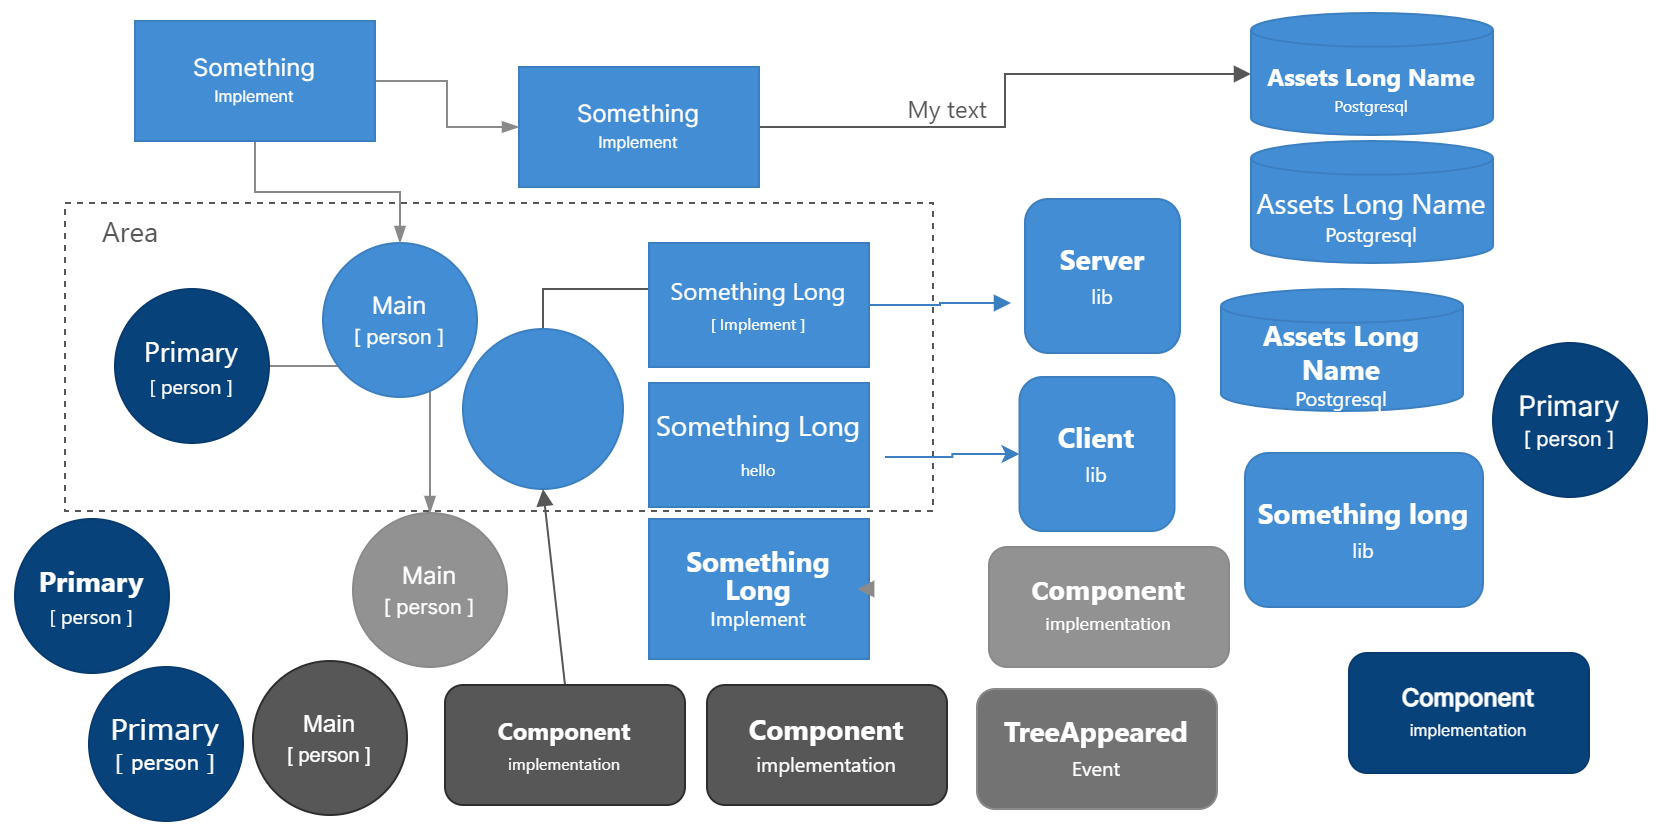 Something
Implement
Something
Implement
My text
Assets Long Name
Postgresql
Assets Long Name
Postgresql
Area
Main
[ person ]
Primary
[ person ]
Something Long
[ Implement ]
Server
lib
Assets Long
Name
Postgresql
Primary
[ person ]
Something Long
hello
Client
lib
Something long
lib
Primary
[ person ]
Main
[ person ]
Something
Long
Implement
Component
implementation
Primary
[ person ]
Main
[ person ]
Component
implementation
Component
implementation
TreeAppeared
Event
Component
implementation